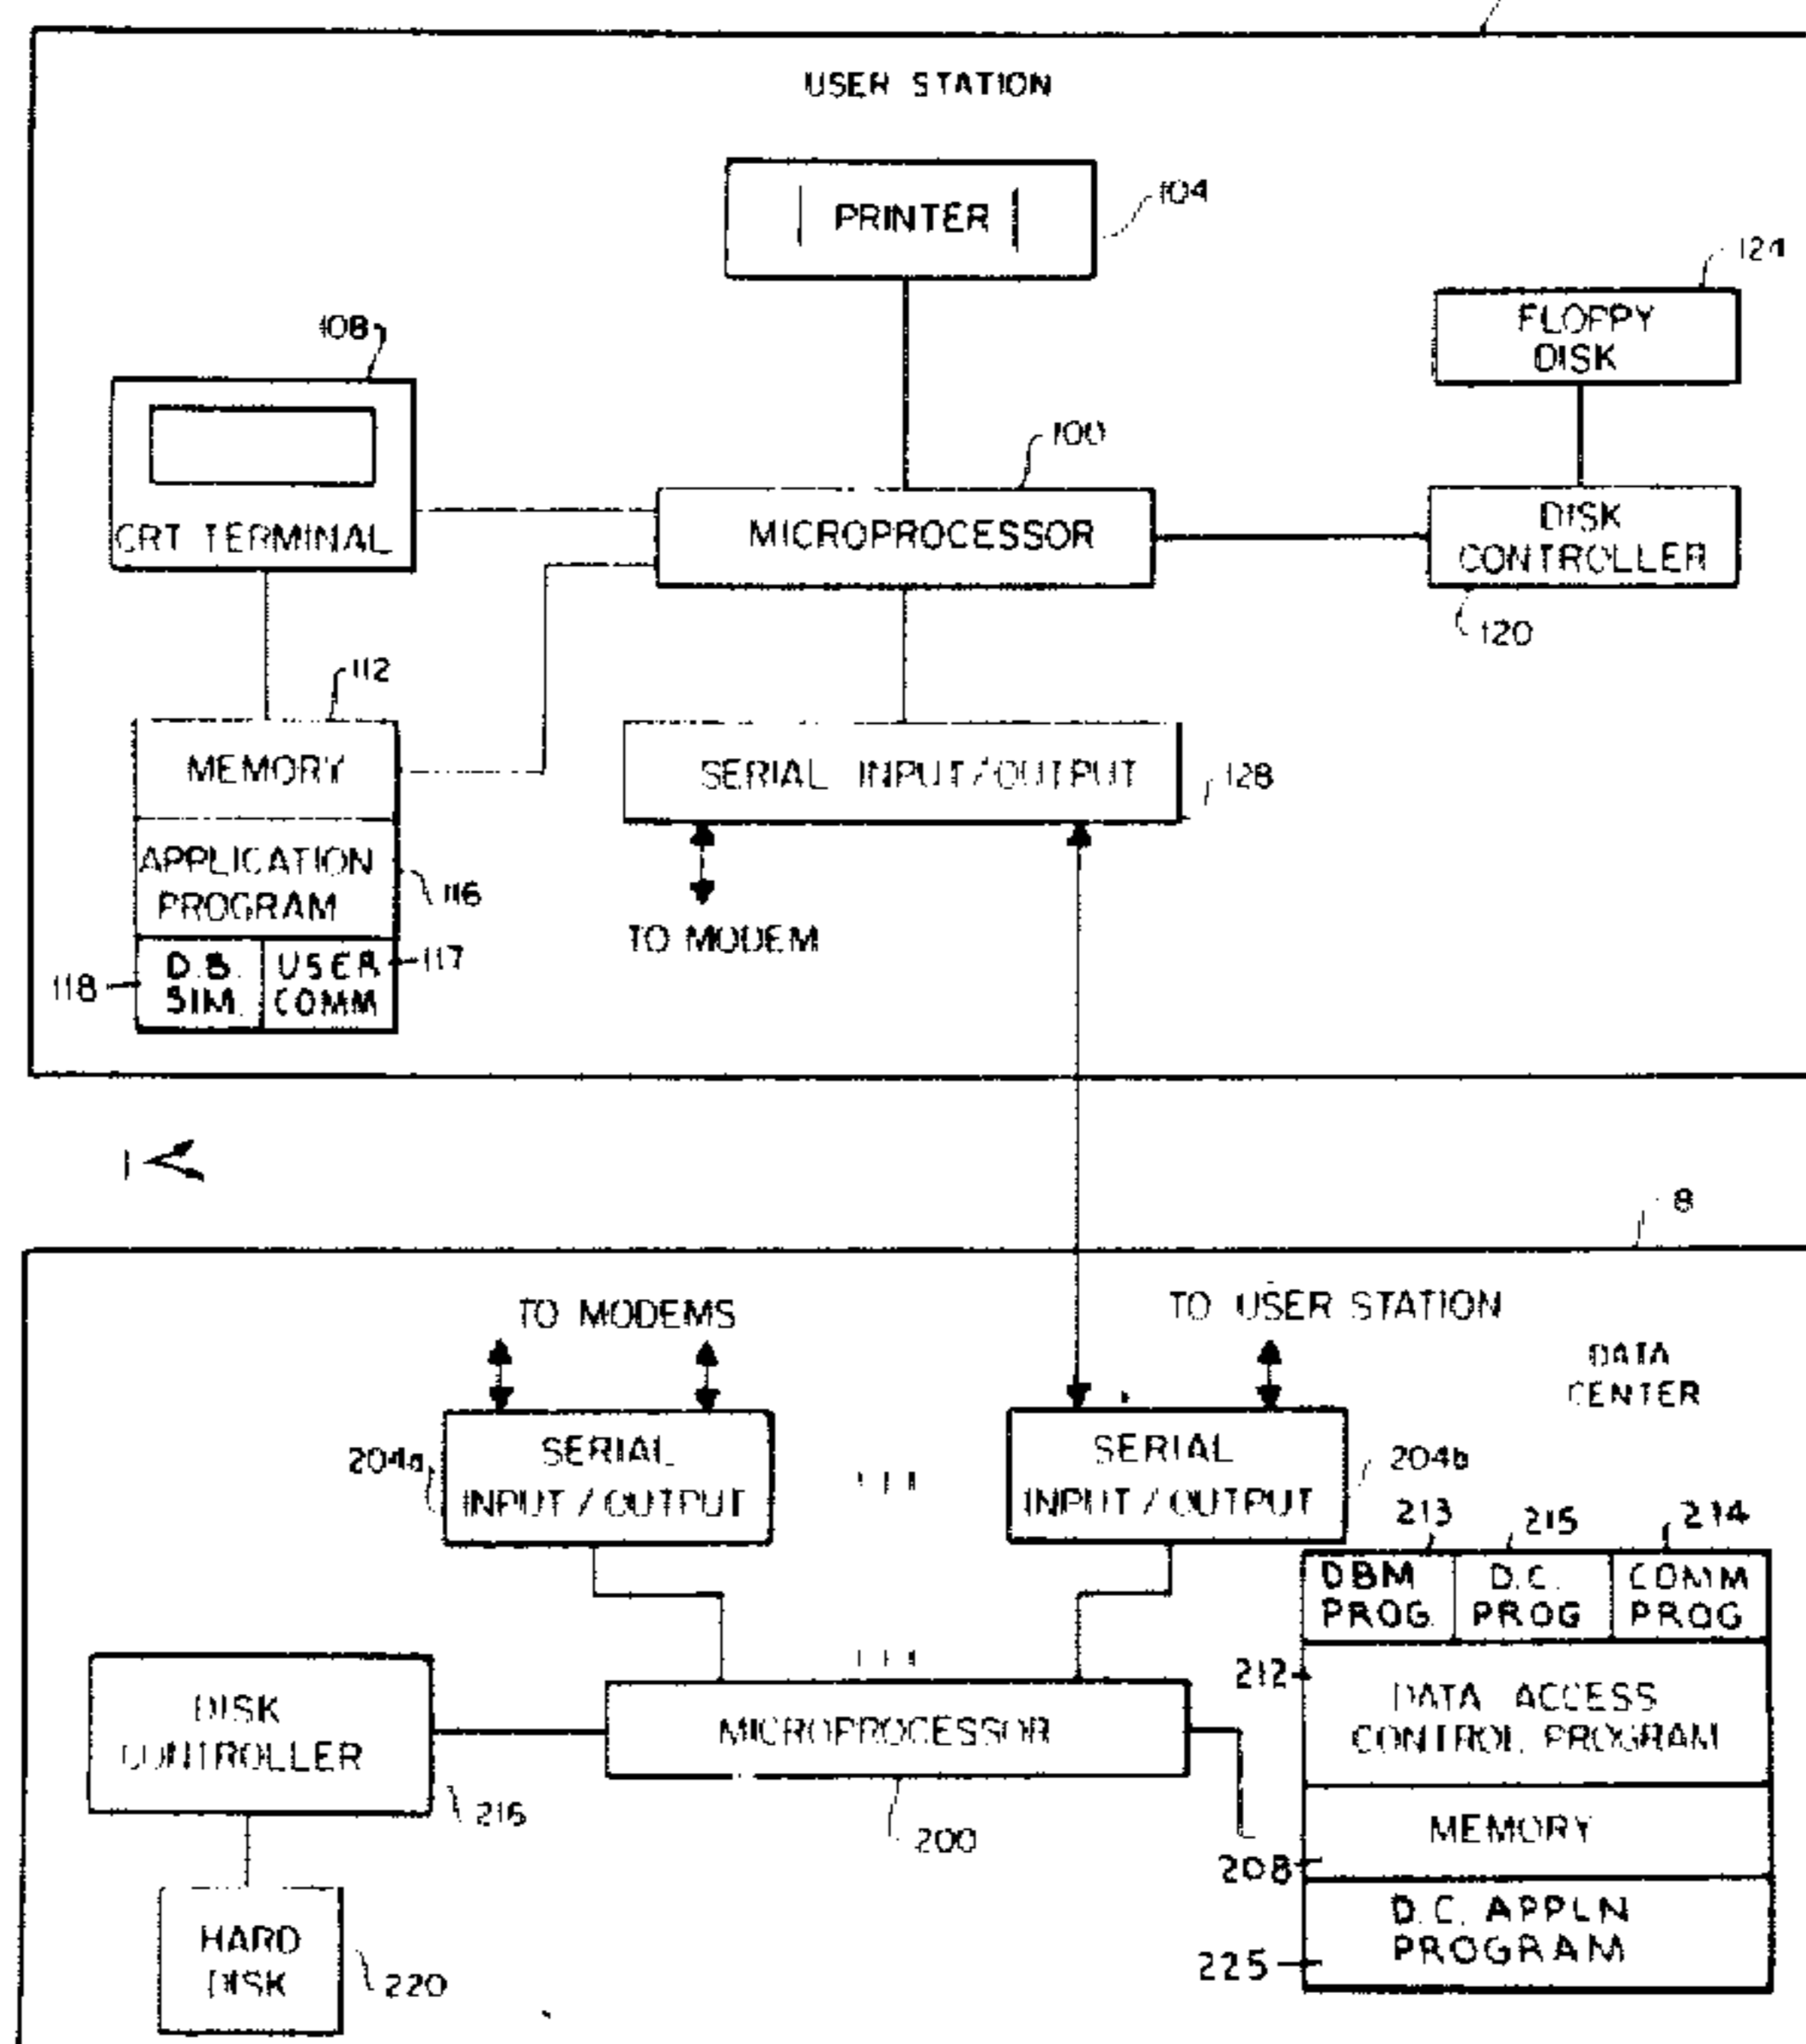 USER STATION
PRINTER
104
124
FLOPPY
DISK
108
100
CRT TERMINAL
MICROPROCESSOR
DISK
CONTROLLER
120
112
MEMORY
SERIAL INPUT/OUTPUT
128
APPLICATION
PROGRAM
116
TO MODEM
118
D.B.
SIM.
USER
COMM
117
1
8
TO MODEMS
TO USER STATION
DATA
CENTER
204a
SERIAL
INPUT/OUTPUT
SERIAL
INPUT/OUTPUT
204b
213
215
214
DBM
PROG.
D.C.
PROG
COMM
PROG
212
DATA ACCESS
CONTROL PROGRAM
DISK
CONTROLLER
216
MICROPROCESSOR
200
MEMORY
208
D.C. APPLN
PROGRAM
225
HARD
DISK
220